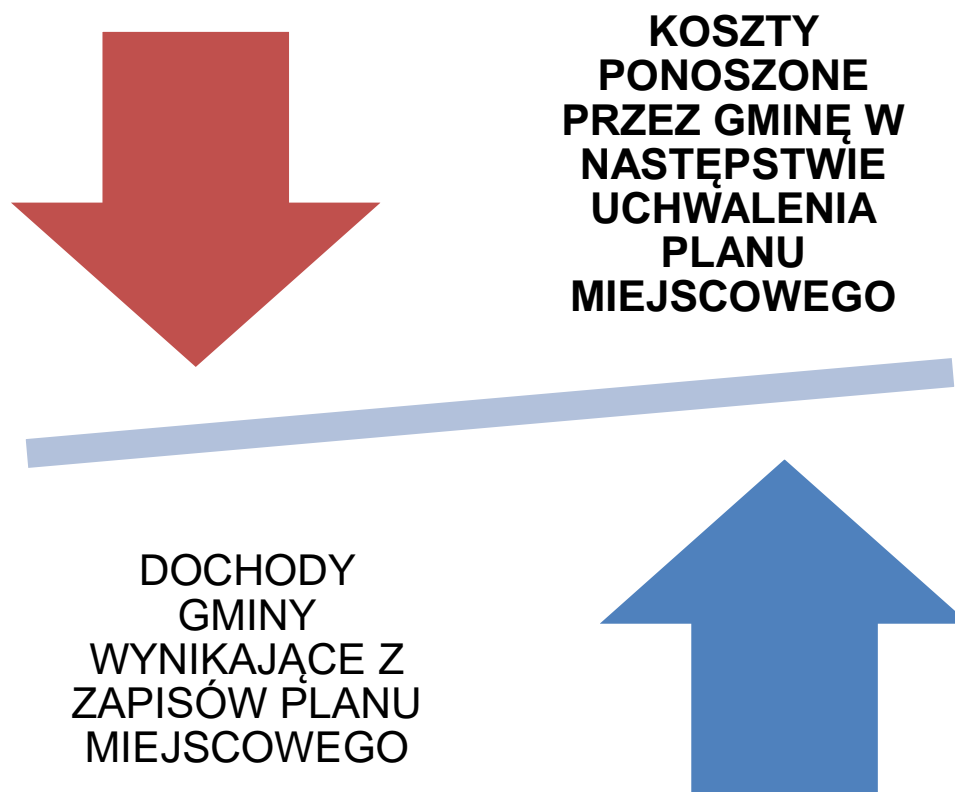 KOSZTY
PONOSZONE
PRZEZ GMINĘ W
NASTĘPSTWIE
UCHWALENIA
PLANU
MIEJSCOWEGO
DOCHODY
GMINY
WYNIKAJĄCE Z
ZAPISÓW PLANU
MIEJSCOWEGO